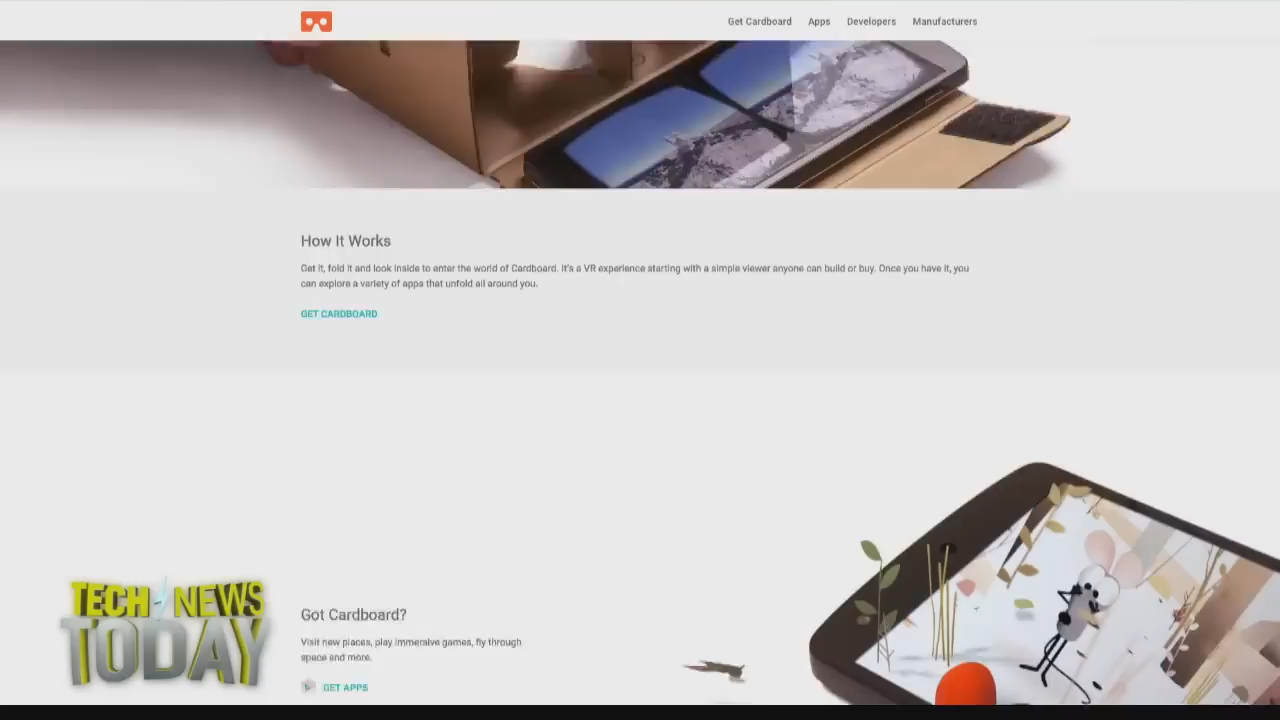 Get Cardboard Apps Developers Manufacturers
How It Works
Get it, fold it and look inside to enter the world of Cardboard. It's a VR experience starting with a simple viewer anyone can build or buy. Once you have it, you
can explore a variety of apps that unfold all around you.
GET CARDBOARD
Got Cardboard?
Visit new places, play immersive games, fly through
space and more.
GET APPS
TECH NEWS
TODAY